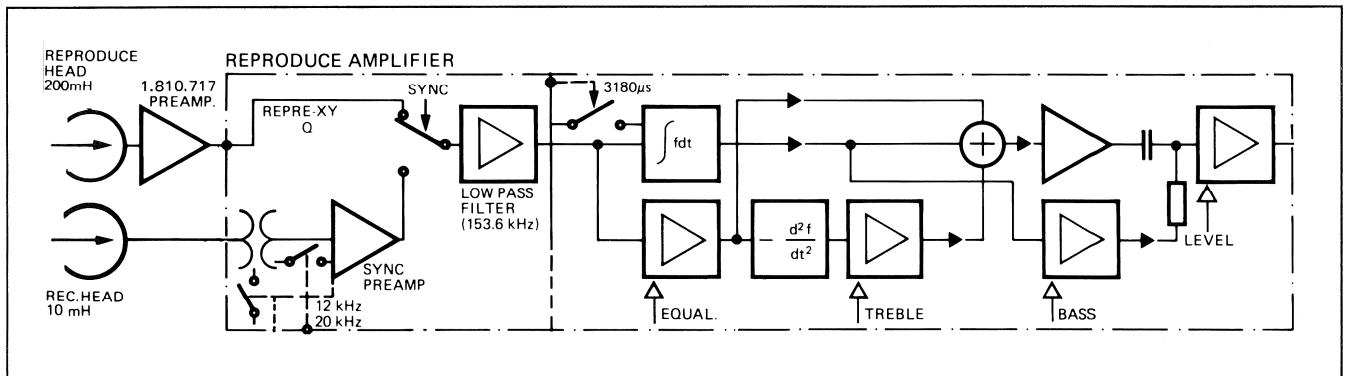 REPRODUCE
HEAD
200mH
1.810.717
PREAMP.
REPRODUCE AMPLIFIER
REPRE-XY
Q
SYNC
LOW PASS
FILTER
(153.6 kHz)
3180μs
∫fdt
+
- d²f
dt²
REC.HEAD
10 mH
SYNC
PREAMP
12 kHz
20 kHz
EQUAL.
TREBLE
BASS
LEVEL